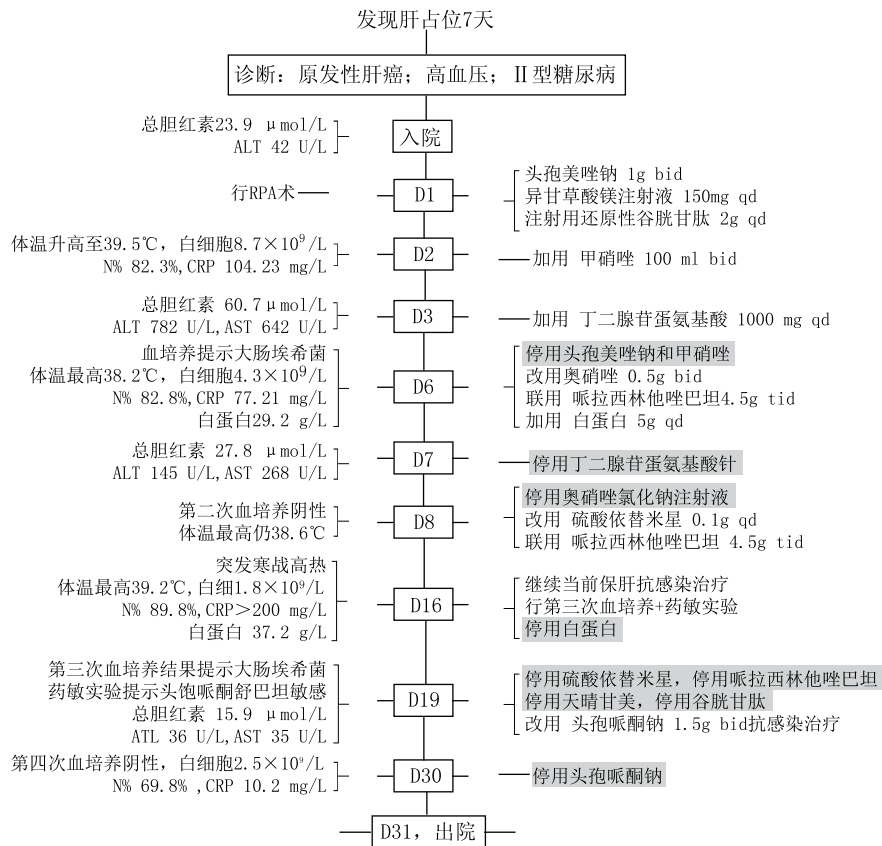 发现肝占位7天
诊断：原发性肝癌；高血压；Ⅱ型糖尿病
总胆红素23.9 μmol/L
ALT 42 U/L
入院
行RPA术
D1
头孢美唑钠 1g bid
异甘草酸镁注射液 150mg qd
注射用还原性谷胱甘肽 2g qd
体温升高至39.5℃，白细胞8.7×10⁹/L
N% 82.3%,CRP 104.23 mg/L
D2
加用 甲硝唑 100 ml bid
总胆红素 60.7μmol/L
ALT 782 U/L,AST 642 U/L
D3
加用 丁二腺苷蛋氨基酸 1000 mg qd
血培养提示大肠埃希菌
体温最高38.2℃，白细胞4.3×10⁹/L
N% 82.8%,CRP 77.21 mg/L
白蛋白29.2 g/L
D6
停用头孢美唑钠和甲硝唑
改用奥硝唑 0.5g bid
联用 哌拉西林他唑巴坦4.5g tid
加用 白蛋白 5g qd
总胆红素 27.8 μmol/L
ALT 145 U/L,AST 268 U/L
D7
停用丁二腺苷蛋氨基酸针
第二次血培养阴性
体温最高仍38.6℃
D8
停用奥硝唑氯化钠注射液
改用 硫酸依替米星 0.1g qd
联用 哌拉西林他唑巴坦 4.5g tid
突发寒战高热
体温最高39.2℃,白细1.8×10⁹/L
N% 89.8%,CRP＞200 mg/L
白蛋白 37.2 g/L
D16
继续当前保肝抗感染治疗
行第三次血培养+药敏实验
停用白蛋白
第三次血培养结果提示大肠埃希菌
药敏实验提示头饱哌酮舒巴坦敏感
总胆红素 15.9 μmol/L
ATL 36 U/L,AST 35 U/L
D19
停用硫酸依替米星，停用哌拉西林他唑巴坦
停用天晴甘美，停用谷胱甘肽
改用 头孢哌酮钠 1.5g bid抗感染治疗
第四次血培养阴性，白细胞2.5×10⁹/L
N% 69.8% ,CRP 10.2 mg/L
D30
停用头孢哌酮钠
D31，出院